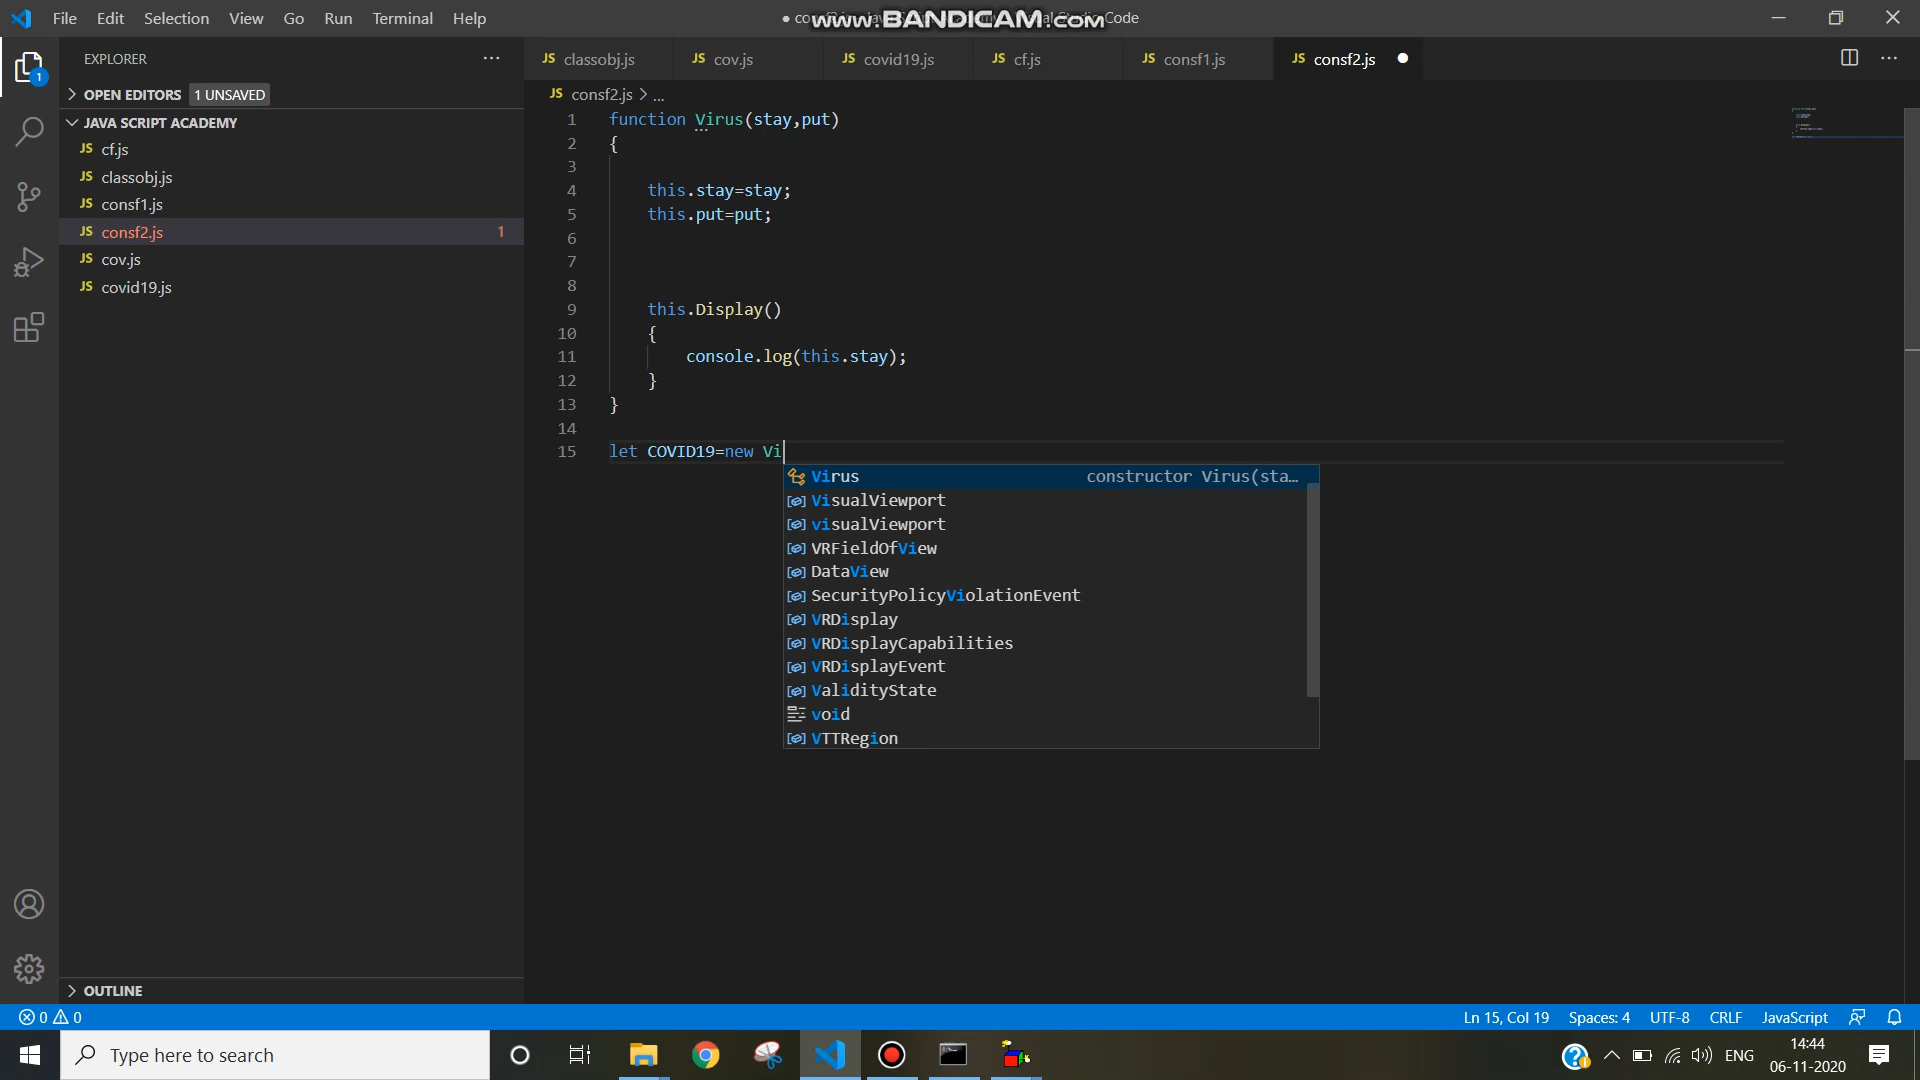 File Edit Selection View Go Run Terminal Help
www.BANDICAM.com
Studio Code
EXPLORER
classobj.js
cov.js
covid19.js
cf.js
consf1.js
consf2.js
OPEN EDITORS 1 UNSAVED
consf2.js > ...
JAVA SCRIPT ACADEMY
cf.js
classobj.js
consf1.js
consf2.js 1
cov.js
covid19.js
1 function Virus(stay,put)
2 {
3
4 this.stay=stay;
5 this.put=put;
6
7
8
9 this.Display()
10 {
11 console.log(this.stay);
12 }
13 }
14
15 let COVID19=new Vi
Virus constructor Virus(sta…
VisualViewport
visualViewport
VRFieldOfView
DataView
SecurityPolicyViolationEvent
VRDisplay
VRDisplayCapabilities
VRDisplayEvent
ValidityState
void
VTTRegion
OUTLINE
0 0
Ln 15, Col 19 Spaces: 4 UTF-8 CRLF JavaScript
Type here to search
ENG
14:44
06-11-2020